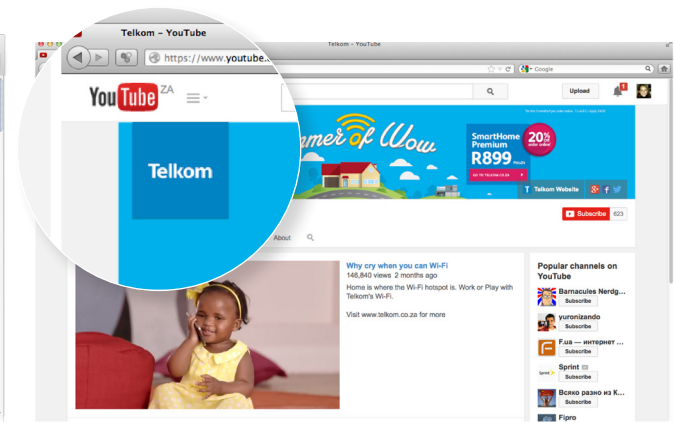 Telkom – YouTube
Telkom – YouTube
https://www.youtube.
Google
YouTube ZA
Upload
1
Telkom
mmer of Wow
SmartHome
Premium
R899
20%
order online!
GO TO TELKOM.CO.ZA
Telkom Website
Subscribe 623
About
Why cry when you can Wi-Fi
146,840 views 2 months ago
Home is where the Wi-Fi hotspot is. Work or Play with
Telkom's Wi-Fi.
Visit www.telkom.co.za for more
Popular channels on
YouTube
Barnacules Nerdg...
Subscribe
yuronizando
Subscribe
F.ua — интернет ...
Subscribe
Sprint
Subscribe
Всяко разно из К...
Subscribe
Fipro